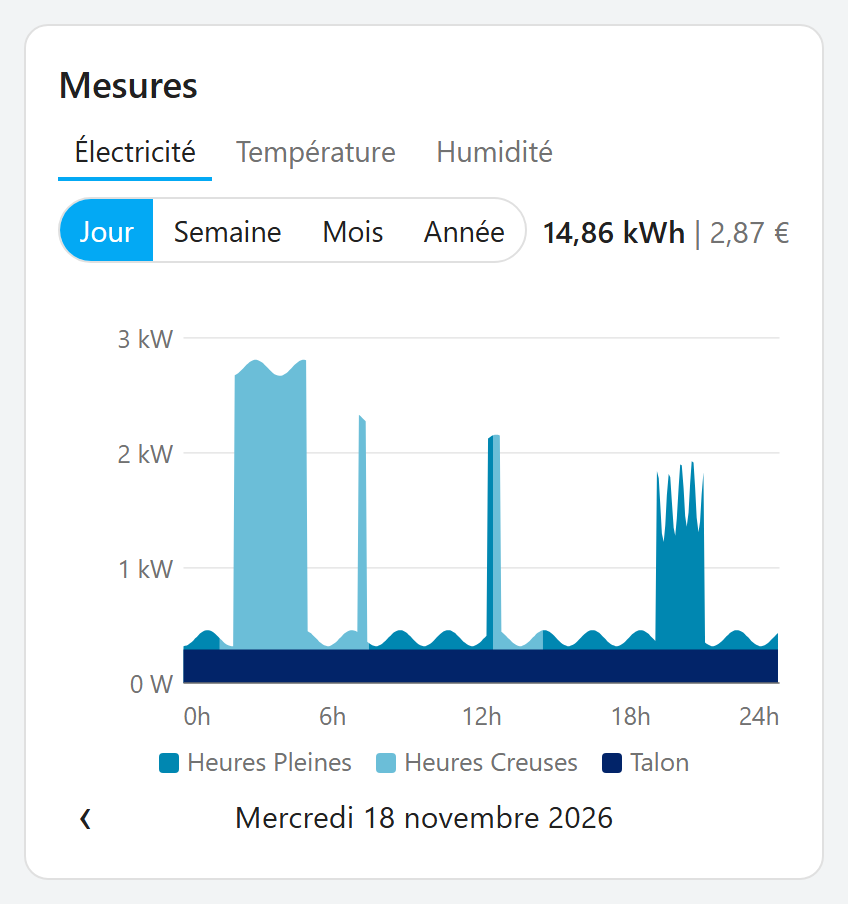 Mesures
Électricité Température Humidité
Jour Semaine Mois Année 14,86 kWh | 2,87 €
3 kW
2 kW
1 kW
0 W
0h 6h 12h 18h 24h
Heures Pleines Heures Creuses Talon
‹ Mercredi 18 novembre 2026